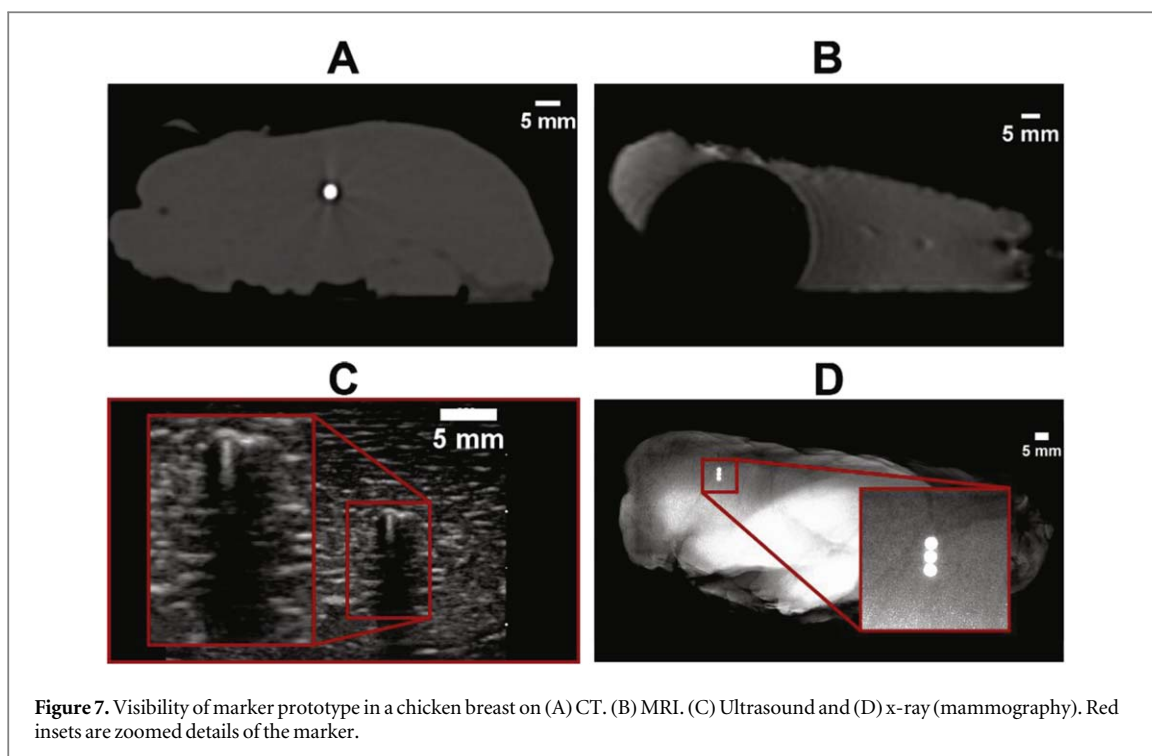 A
B
5 mm
5 mm
C
D
5 mm
5 mm
Figure 7. Visibility of marker prototype in a chicken breast on (A) CT. (B) MRI. (C) Ultrasound and (D) x-ray (mammography). Red
insets are zoomed details of the marker.